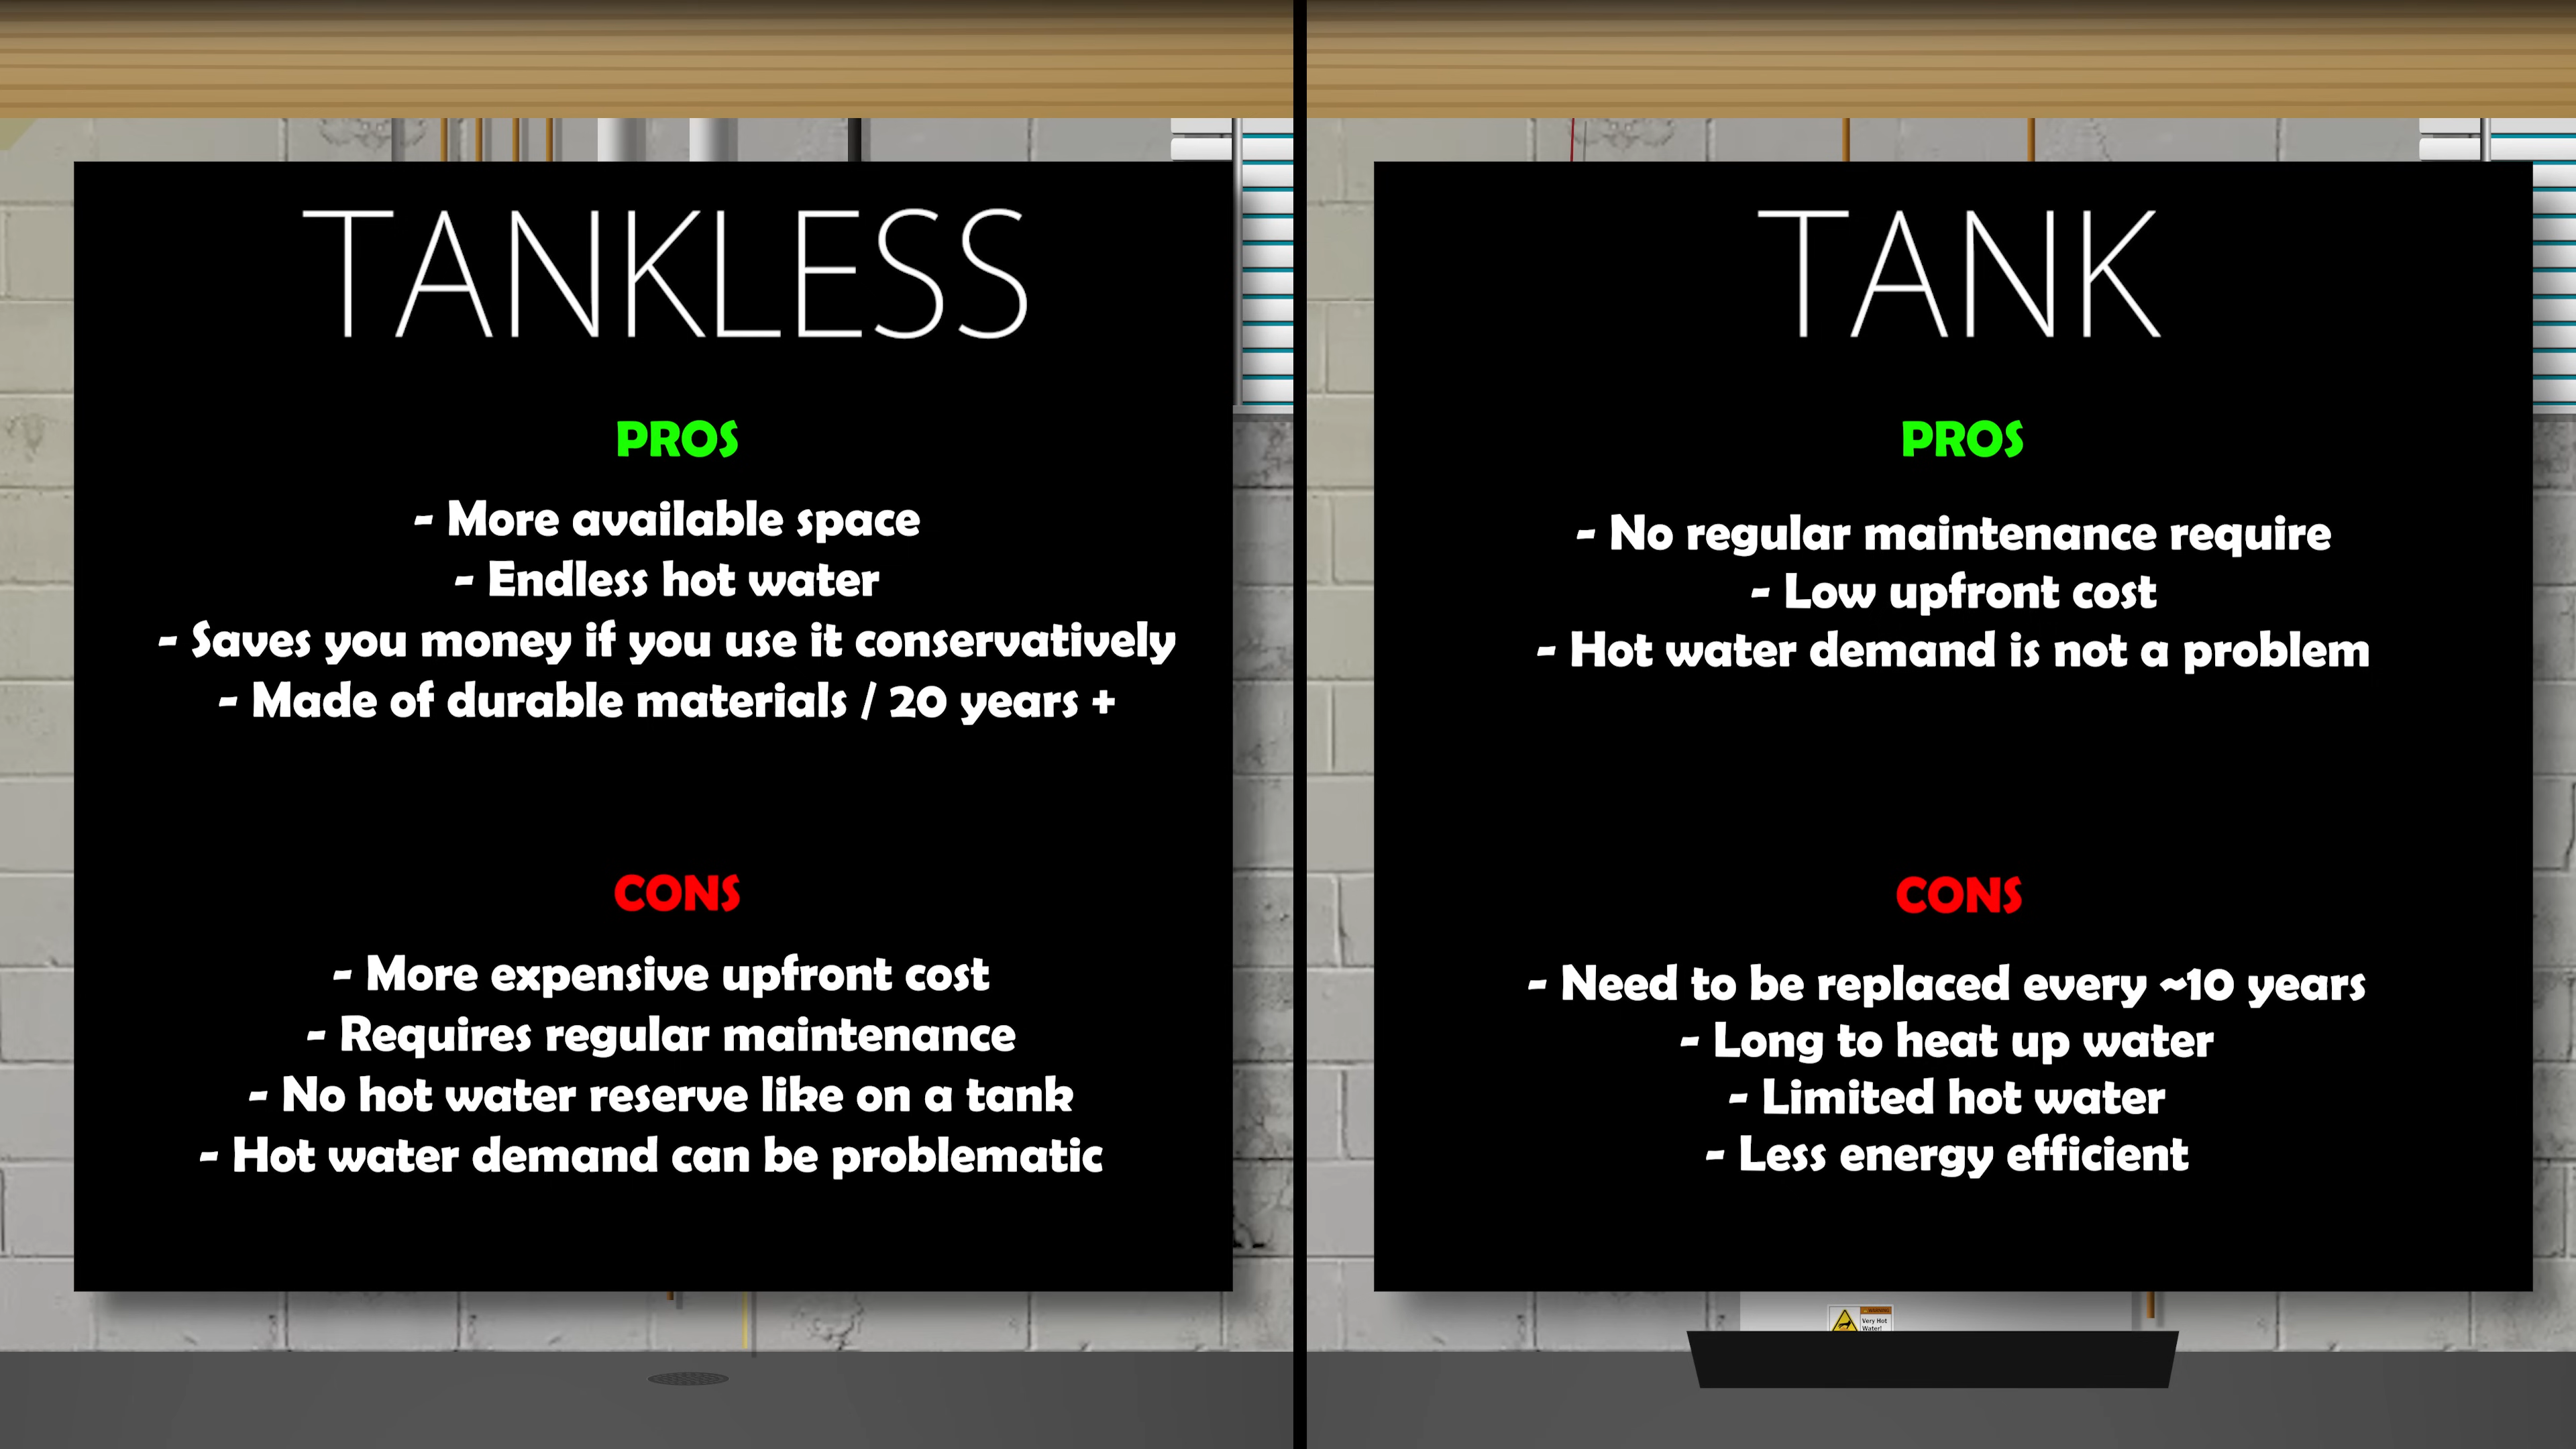 TANKLESS
PROS
- More available space
- Endless hot water
- Saves you money if you use it conservatively
- Made of durable materials / 20 years +
CONS
- More expensive upfront cost
- Requires regular maintenance
- No hot water reserve like on a tank
- Hot water demand can be problematic
TANK
PROS
- No regular maintenance require
- Low upfront cost
- Hot water demand is not a problem
CONS
- Need to be replaced every ~10 years
- Long to heat up water
- Limited hot water
- Less energy efficient
Very Hot
Water!